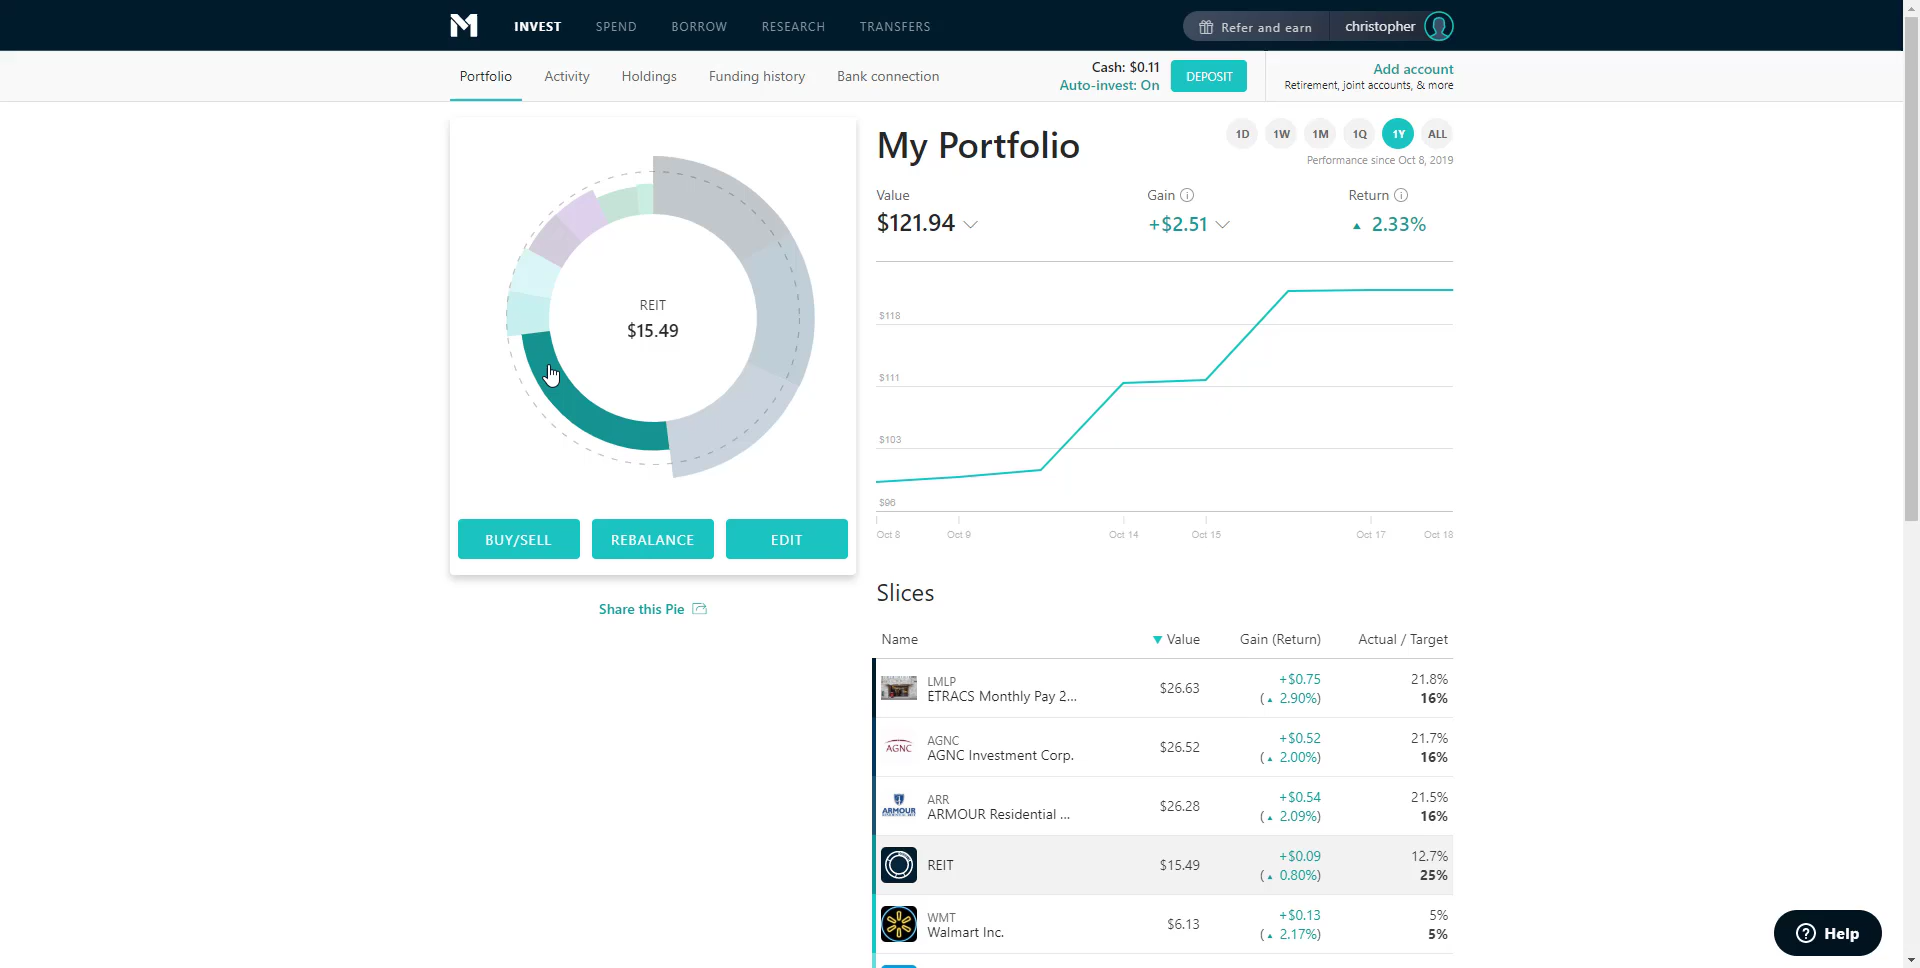 INVEST SPEND BORROW RESEARCH TRANSFERS Refer and earn christopher
Portfolio Activity Holdings Funding history Bank connection
Cash: $0.11
Auto-invest: On
DEPOSIT
Add account
Retirement, joint accounts, & more
REIT
$15.49
BUY/SELL REBALANCE EDIT
Share this Pie
My Portfolio
1D 1W 1M 1Q 1Y ALL
Performance since Oct 8, 2019
Value Gain Return
$121.94 +$2.51 2.33%
$118
$111
$103
$96
Oct 8 Oct 9 Oct 14 Oct 15 Oct 17 Oct 18
Slices
Name Value Gain (Return) Actual / Target
LMLP
ETRACS Monthly Pay 2...
$26.63
+$0.75
(▲ 2.90%)
21.8%
16%
AGNC
AGNC
AGNC Investment Corp.
$26.52
+$0.52
(▲ 2.00%)
21.7%
16%
ARMOUR
ARR
ARMOUR Residential ...
$26.28
+$0.54
(▲ 2.09%)
21.5%
16%
REIT
$15.49
+$0.09
(▲ 0.80%)
12.7%
25%
WMT
Walmart Inc.
$6.13
+$0.13
(▲ 2.17%)
5%
5%
Help